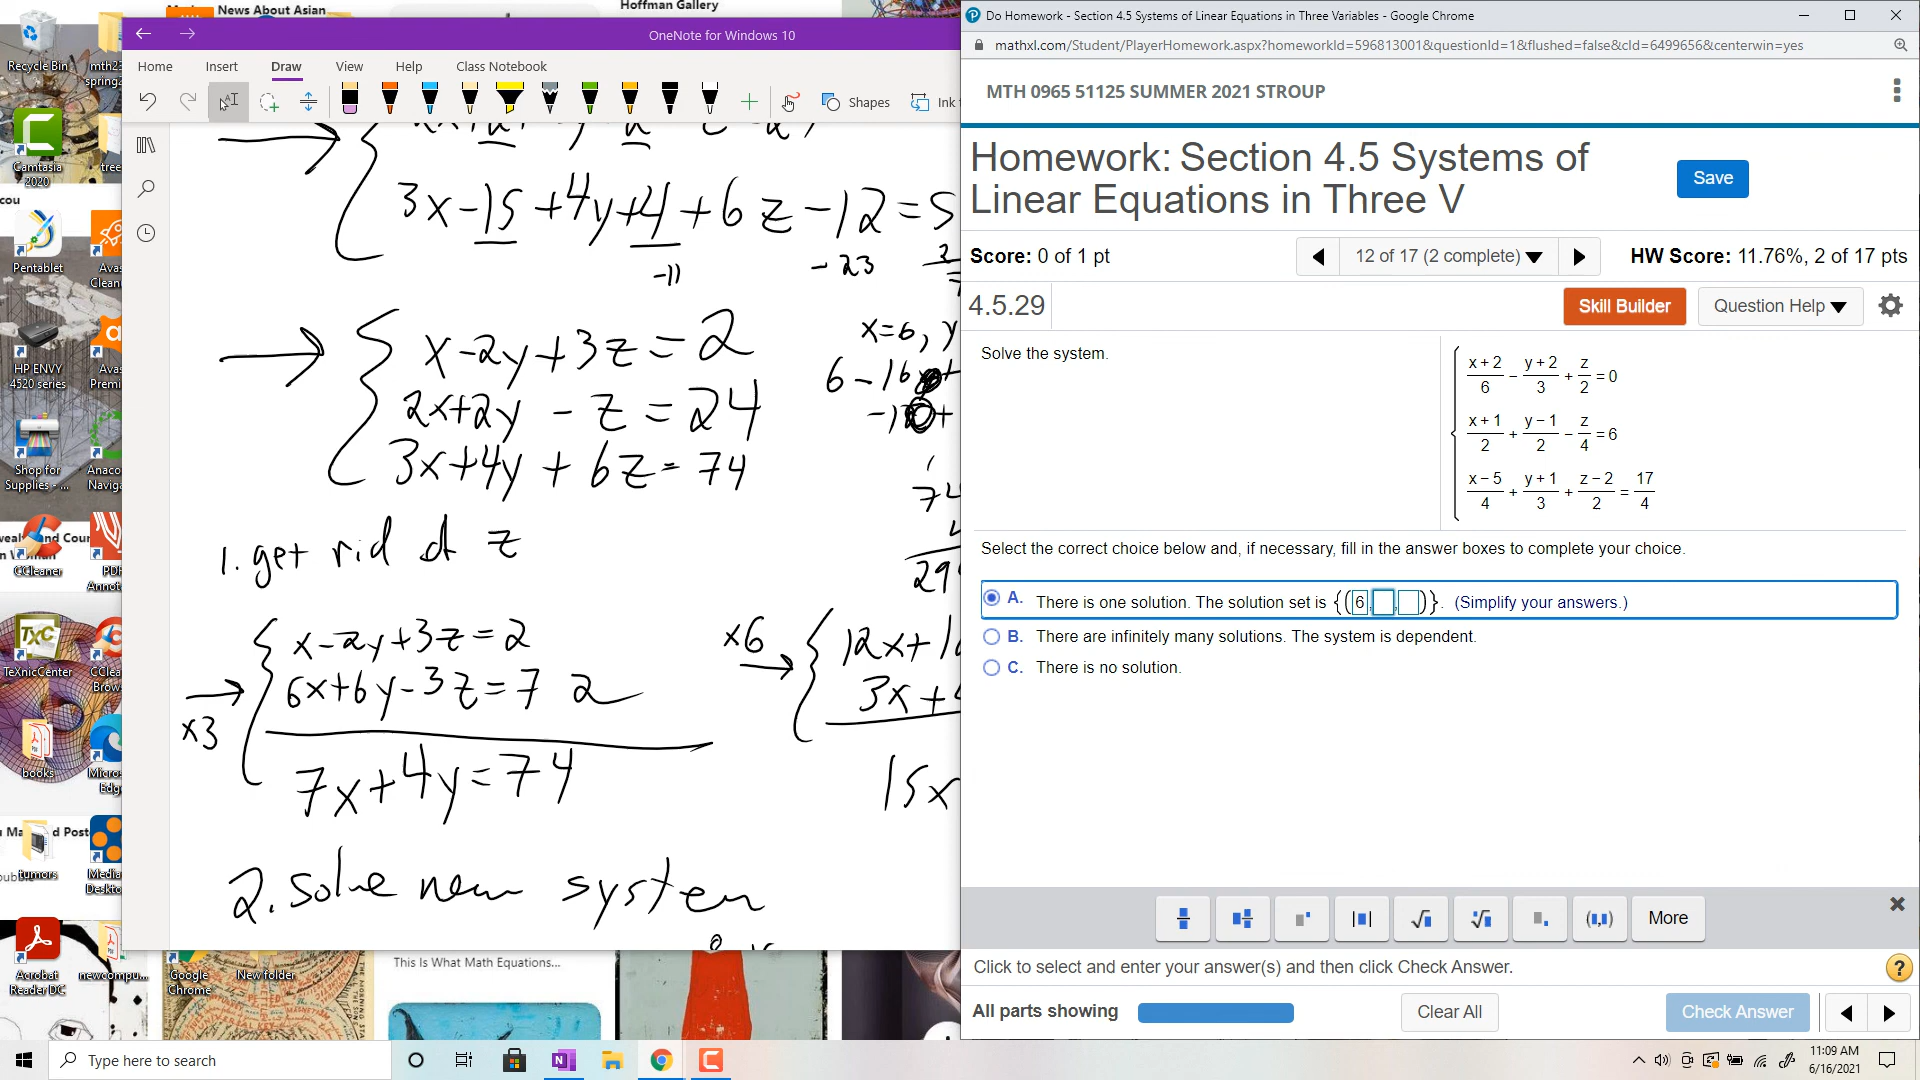 Hoffman Gallery
News About Asian
OneNote for Windows 10
Home Insert Draw View Help Class Notebook
Shapes
Ink
3x-15+4y+4+6z-12=5
-11
-23
x-2y+3z=2
2x+2y-z=24
3x+4y+6z=74
x=6, y
6-16
74
29
1. get rid of z
x-2y+3z=2
6x+6y-3z=72
x3
7x+4y=74
x6
12x+1
3x+
15x
2. solve new system
Do Homework - Section 4.5 Systems of Linear Equations in Three Variables - Google Chrome
mathxl.com/Student/PlayerHomework.aspx?homeworkId=596813001&questionId=1&flushed=false&cId=6499656&centerwin=yes
MTH 0965 51125 SUMMER 2021 STROUP
Homework: Section 4.5 Systems of
Linear Equations in Three V
Save
Score: 0 of 1 pt
12 of 17 (2 complete)
HW Score: 11.76%, 2 of 17 pts
4.5.29
Skill Builder
Question Help
Solve the system.
x+2/6 - y+2/3 + z/2 = 0
x+1/2 + y-1/2 - z/4 = 6
x-5/4 + y+1/3 + z-2/2 = 17/4
Select the correct choice below and, if necessary, fill in the answer boxes to complete your choice.
A. There is one solution. The solution set is {(6,,)}. (Simplify your answers.)
B. There are infinitely many solutions. The system is dependent.
C. There is no solution.
More
Click to select and enter your answer(s) and then click Check Answer.
?
All parts showing
Clear All
Check Answer
Recycle Bin
Camtasia 2020
Pentablet
HP ENVY 4520 series
Shop for Supplies - ...
CCleaner
TeXnicCenter
books
tumors
Acrobat Reader DC
newcompu...
Google Chrome
New folder
This Is What Math Equations...
Type here to search
11:09 AM
6/16/2021